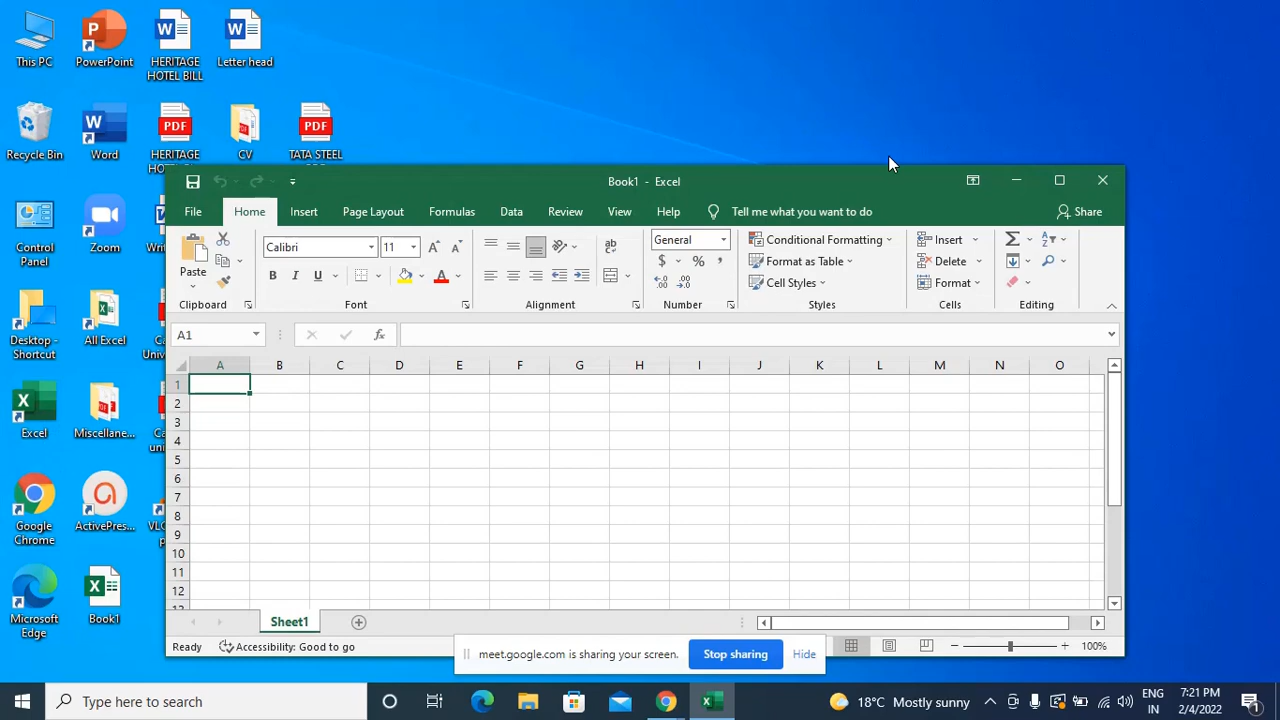 This PC
PowerPoint
HERITAGE
HOTEL BILL
Letter head
Recycle Bin
Word
PDF
HERITAGE
CV
PDF
TATA STEEL
Control
Panel
Zoom
Desktop -
Shortcut
All Excel
Excel
Miscellane...
Google
Chrome
ActivePres...
Microsoft
Edge
Book1
Book1 - Excel
File
Home
Insert
Page Layout
Formulas
Data
Review
View
Help
Tell me what you want to do
Share
Paste
Calibri
11
B I U
General
$ % ,
Conditional Formatting
Format as Table
Cell Styles
Insert
Delete
Format
Clipboard
Font
Alignment
Number
Styles
Cells
Editing
A1
fx
A B C D E F G H I J K L M N O
1
2
3
4
5
6
7
8
9
10
11
12
Sheet1
Ready
Accessibility: Good to go
meet.google.com is sharing your screen.
Stop sharing
Hide
100%
Type here to search
18°C Mostly sunny
ENG
IN
7:21 PM
2/4/2022
1